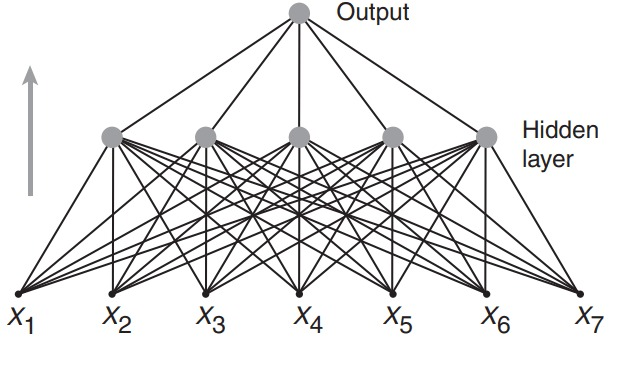 Output
Hidden
layer
X₁ X₂ X₃ X₄ X₅ X₆ X₇